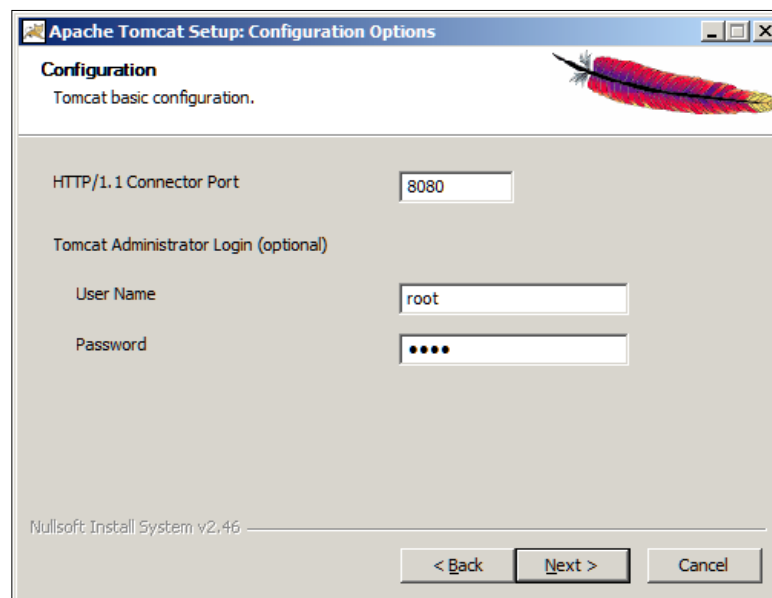 Apache Tomcat Setup: Configuration Options
Configuration
Tomcat basic configuration.
HTTP/1.1 Connector Port 8080
Tomcat Administrator Login (optional)
User Name root
Password ••••
Nullsoft Install System v2.46
< Back Next > Cancel